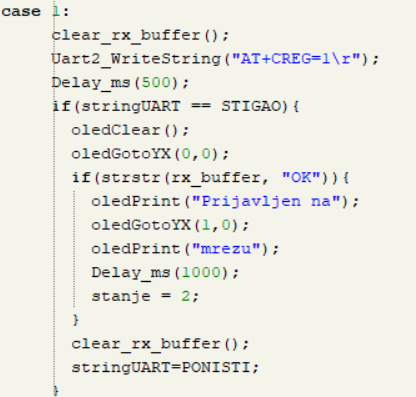 case 1:
clear_rx_buffer();
Uart2_WriteString("AT+CREG=1\r");
Delay_ms(500);
if(stringUART == STIGAO){
oledClear();
oledGotoYX(0,0);
if(strstr(rx_buffer, "OK")){
oledPrint("Prijavljen na");
oledGotoYX(1,0);
oledPrint("mrezu");
Delay_ms(1000);
stanje = 2;
}
clear_rx_buffer();
stringUART=PONISTI;
}